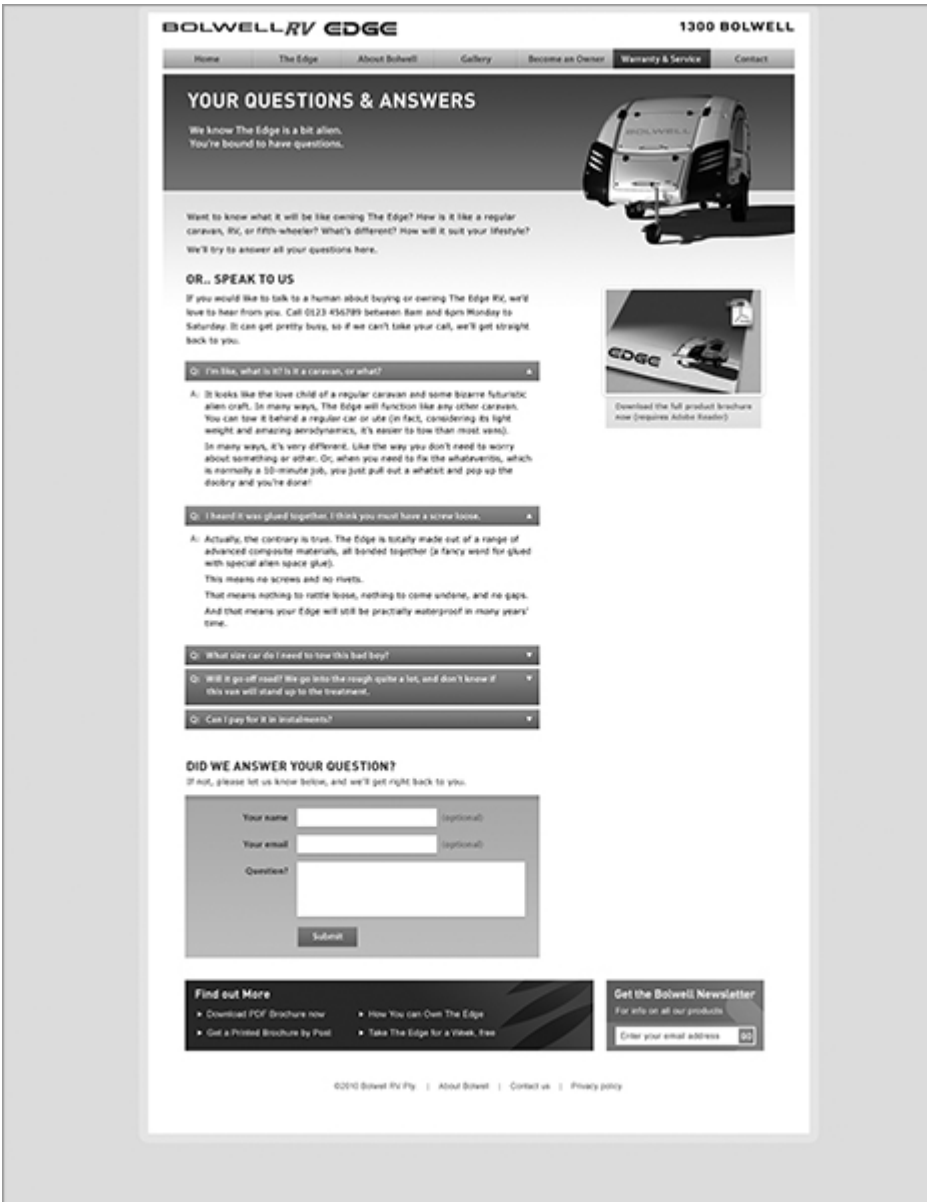 BOLWELL RV EDGE
1300 BOLWELL
Home The Edge About Bolwell Gallery Become an Owner Warranty & Service Contact
YOUR QUESTIONS & ANSWERS
We know The Edge is a bit alien.
You're bound to have questions.
BOLWELL
Want to know what it will be like owning The Edge? How is it like a regular
caravan, RV, or fifth-wheeler? What's different? How will it suit your lifestyle?
We'll try to answer all your questions here.
OR.. SPEAK TO US
If you would like to talk to a human about buying or owning The Edge RV, we'd
love to hear from you. Call 0123 456789 between 8am and 6pm Monday to
Saturday. It can get pretty busy, so if we can't take your call, we'll get straight
back to you.
EDGE
Download the full product brochure
now (requires Adobe Reader)
Q: I'm like, what is it? Is it a caravan, or what?
A: It looks like the love child of a regular caravan and some bizarre futuristic
alien craft. In many ways, The Edge will function like any other caravan.
You can tow it behind a regular car or ute (in fact, considering its light
weight and amazing aerodynamics, it's easier to tow than most vans).
In many ways, it's very different. Like the way you don't need to worry
about something or other. Or, when you need to fix the whateveritis, which
is normally a 10-minute job, you just pull out a whatsit and pop up the
doobry and you're done!
Q: I heard it was glued together. I think you must have a screw loose.
A: Actually, the contrary is true. The Edge is totally made out of a range of
advanced composite materials, all bonded together (a fancy word for glued
with special alien space glue).
This means no screws and no rivets.
That means nothing to rattle loose, nothing to come undone, and no gaps.
And that means your Edge will still be practially waterproof in many years'
time.
Q: What size car do I need to tow this bad boy?
Q: Will it go off road? We go into the rough quite a lot, and don't know if
this van will stand up to the treatment.
Q: Can I pay for it in instalments?
DID WE ANSWER YOUR QUESTION?
If not, please let us know below, and we'll get right back to you.
Your name (optional)
Your email (optional)
Question?
Submit
Find out More
Download PDF Brochure now
How You can Own The Edge
Get a Printed Brochure by Post
Take The Edge for a Week, free
Get the Bolwell Newsletter
For info on all our products
Enter your email address GO
©2010 Bolwell RV Pty | About Bolwell | Contact us | Privacy policy